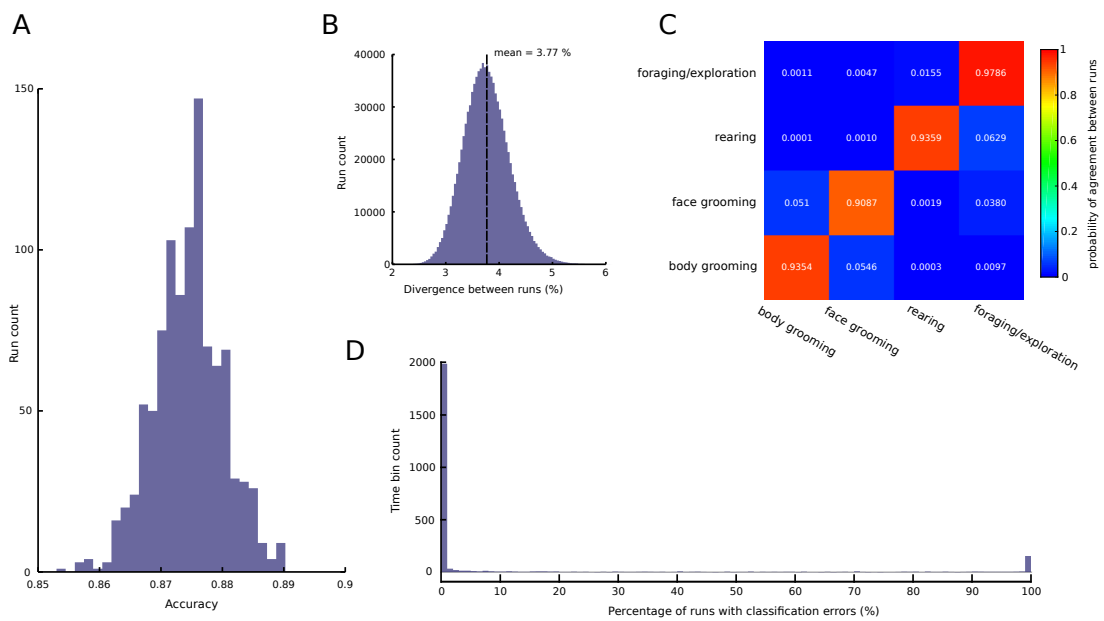 A
150
100
50
0
Run count
0.85 0.86 0.87 0.88 0.89 0.9
Accuracy
B
mean = 3.77 %
40000
30000
20000
10000
0
Run count
2 3 4 5 6
Divergence between runs (%)
C
foraging/exploration 0.0011 0.0047 0.0155 0.9786
rearing 0.0001 0.0010 0.9359 0.0629
face grooming 0.051 0.9087 0.0019 0.0380
body grooming 0.9354 0.0546 0.0003 0.0097
body grooming
face grooming
rearing
foraging/exploration
1
0.8
0.6
0.4
0.2
0
probability of agreement between runs
D
2000
1500
1000
500
0
Time bin count
0 10 20 30 40 50 60 70 80 90 100
Percentage of runs with classification errors (%)